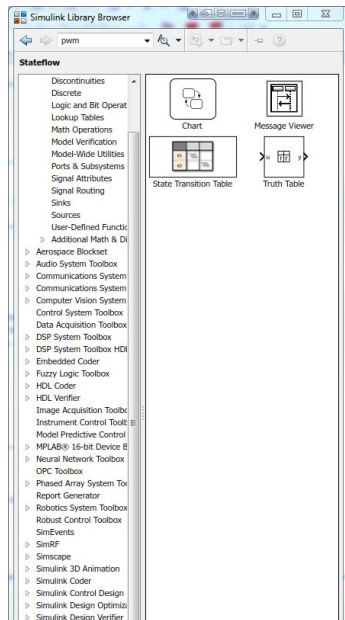 Simulink Library Browser
pwm
Stateflow
Discontinuities
Discrete
Logic and Bit Operat
Lookup Tables
Math Operations
Model Verification
Model-Wide Utilities
Ports & Subsystems
Signal Attributes
Signal Routing
Sinks
Sources
User-Defined Functio
Additional Math & Di
Aerospace Blockset
Audio System Toolbox
Communications System
Communications System
Computer Vision System
Control System Toolbox
Data Acquisition Toolbox
DSP System Toolbox
DSP System Toolbox HDL
Embedded Coder
Fuzzy Logic Toolbox
HDL Coder
HDL Verifier
Image Acquisition Toolbo
Instrument Control Toolb
Model Predictive Control
MPLAB® 16-bit Device B
Neural Network Toolbox
OPC Toolbox
Phased Array System Too
Report Generator
Robotics System Toolbox
Robust Control Toolbox
SimEvents
SimRF
Simscape
Simulink 3D Animation
Simulink Coder
Simulink Control Design
Simulink Design Optimiza
Simulink Design Verifier
Chart
Message Viewer
State Transition Table
u y
Truth Table